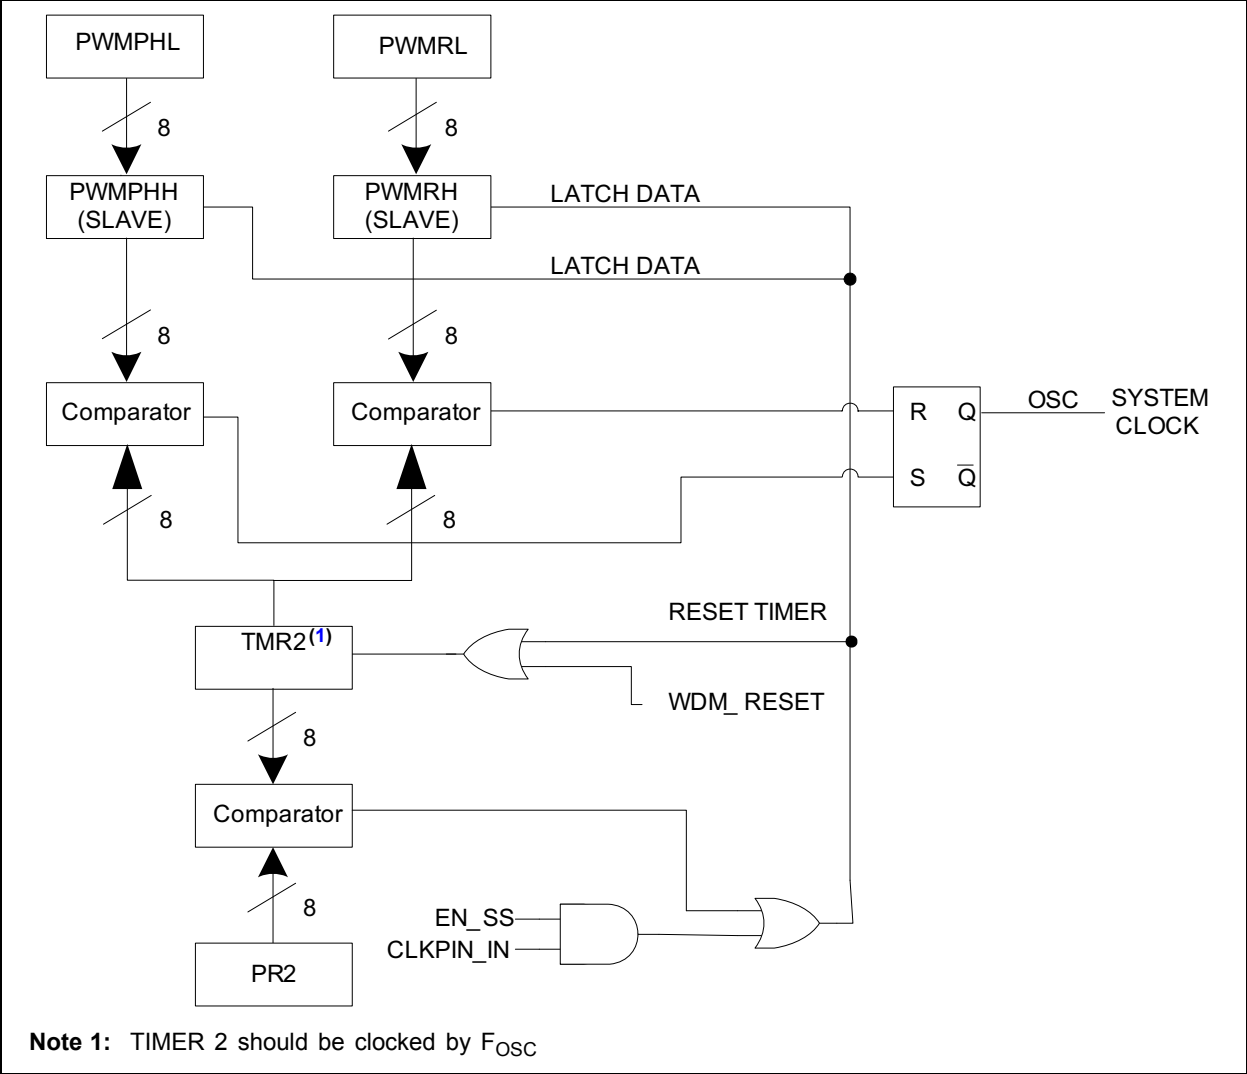 PWMPHL
PWMRL
8
8
PWMPHH
(SLAVE)
PWMRH
(SLAVE)
LATCH DATA
LATCH DATA
8
8
Comparator
Comparator
R
Q
S
Q̅
OSC
SYSTEM
CLOCK
8
8
RESET TIMER
TMR2(1)
WDM_ RESET
8
Comparator
8
EN_SS
CLKPIN_IN
PR2
Note 1: TIMER 2 should be clocked by FOSC